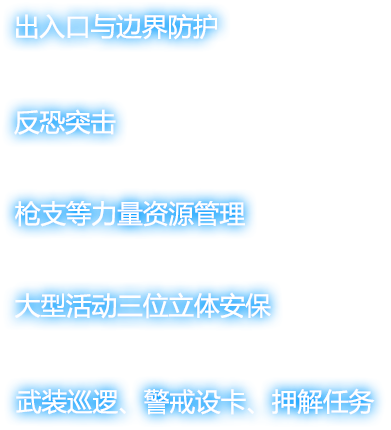 出入口与边界防护
反恐突击
枪支等力量资源管理
大型活动三位立体安保
武装巡逻、警戒设卡、押解任务